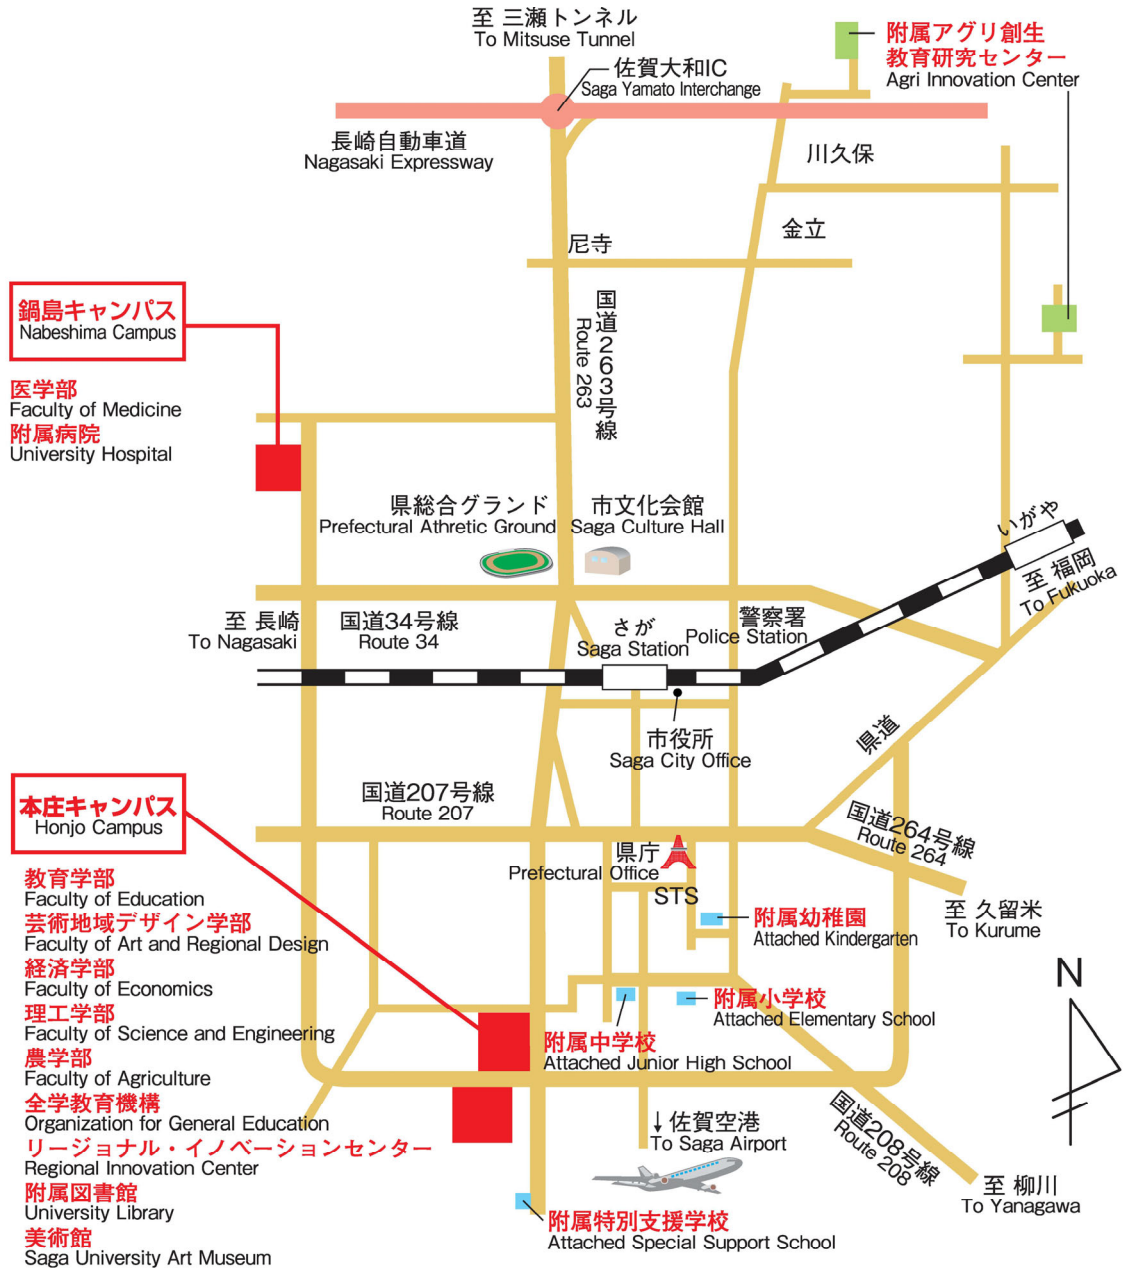 至 三瀬トンネル
To Mitsuse Tunnel
附属アグリ創生
教育研究センター
Agri Innovation Center
佐賀大和IC
Saga Yamato Interchange
長崎自動車道
Nagasaki Expressway
川久保
金立
尼寺
国道263号線
Route 263
鍋島キャンパス
Nabeshima Campus
医学部
Faculty of Medicine
附属病院
University Hospital
県総合グランド
Prefectural Athretic Ground
市文化会館
Saga Culture Hall
いがや
至 福岡
To Fukuoka
至 長崎
To Nagasaki
国道34号線
Route 34
さが
Saga Station
警察署
Police Station
市役所
Saga City Office
県道
国道207号線
Route 207
国道264号線
Route 264
県庁
Prefectural Office
STS
至 久留米
To Kurume
本庄キャンパス
Honjo Campus
教育学部
Faculty of Education
芸術地域デザイン学部
Faculty of Art and Regional Design
経済学部
Faculty of Economics
理工学部
Faculty of Science and Engineering
農学部
Faculty of Agriculture
全学教育機構
Organization for General Education
リージョナル・イノベーションセンター
Regional Innovation Center
附属図書館
University Library
美術館
Saga University Art Museum
附属幼稚園
Attached Kindergarten
附属小学校
Attached Elementary School
附属中学校
Attached Junior High School
N
↓佐賀空港
To Saga Airport
国道208号線
Route 208
至 柳川
To Yanagawa
附属特別支援学校
Attached Special Support School